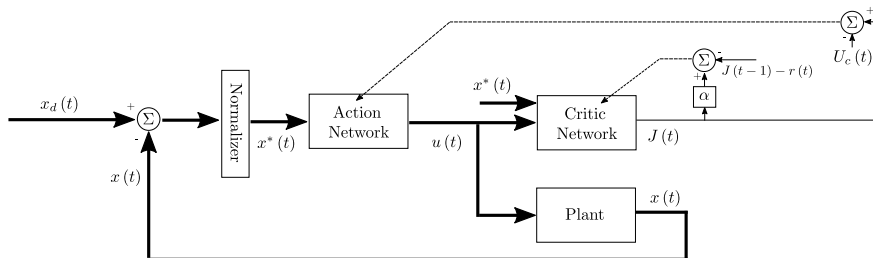 Σ
+
-
U_c (t)
Σ
-
+
J (t − 1) − r (t)
α
x_d (t)
+
Σ
-
Normalizer
x* (t)
Action
Network
x* (t)
u (t)
Critic
Network
J (t)
x (t)
Plant
x (t)